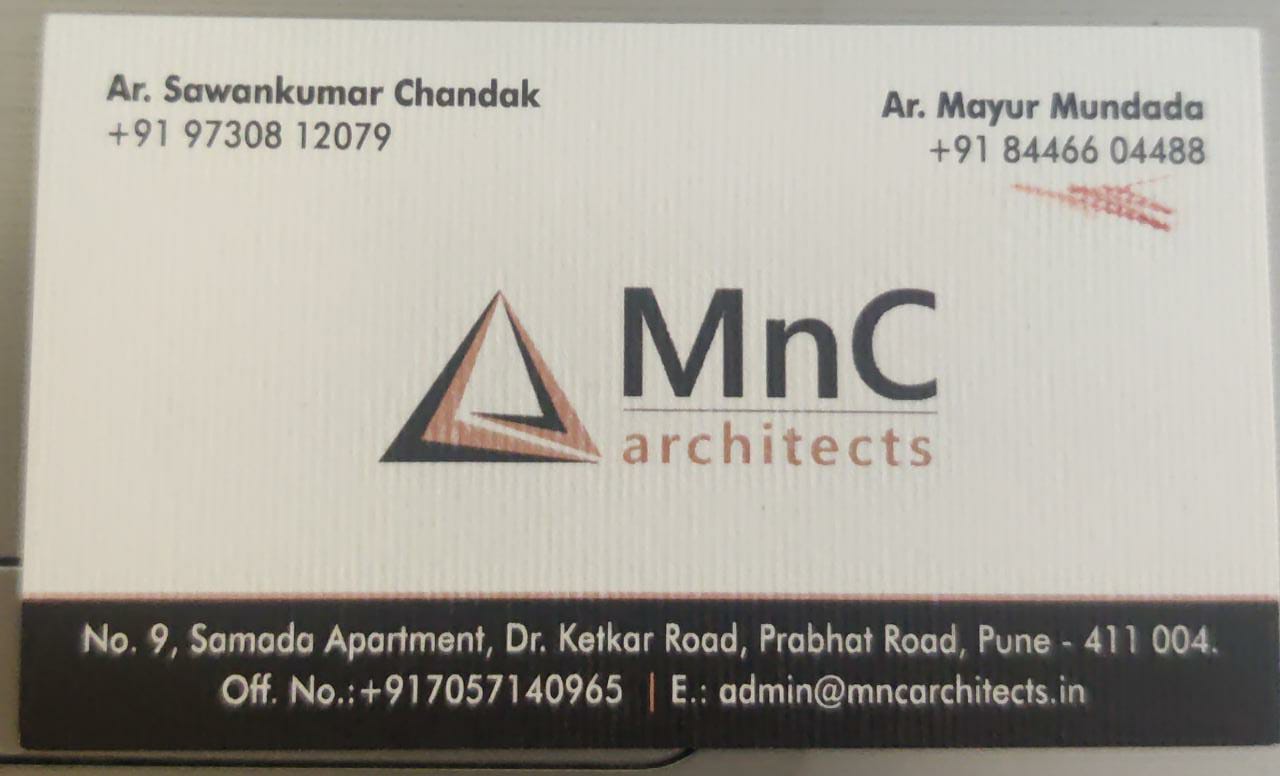 Ar. Sawankumar Chandak
+91 97308 12079
Ar. Mayur Mundada
+91 84466 04488
MnC
architects
No. 9, Samada Apartment, Dr. Ketkar Road, Prabhat Road, Pune - 411 004.
Off. No.:+917057140965 | E.: admin@mncarchitects.in